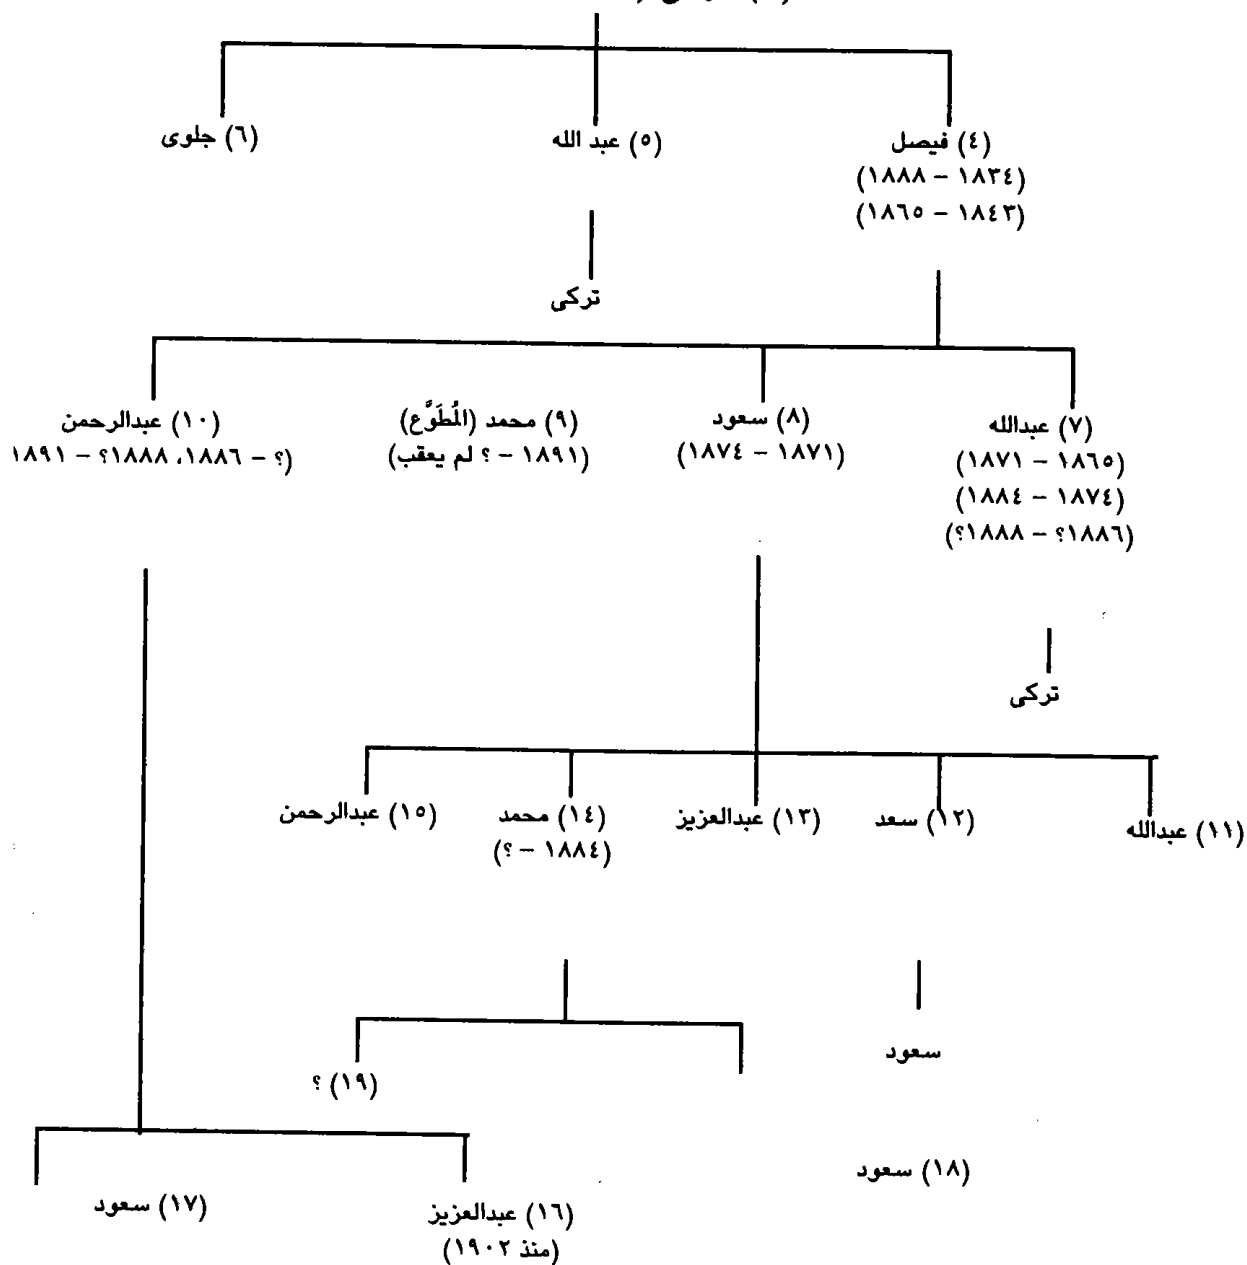 (٤) فيصل
(١٨٣٤ – ١٨٨٨)
(١٨٤٣ – ١٨٦٥)
(٥) عبد الله
(٦) جلوى
تركى
(٧) عبدالله
(١٨٦٥ – ١٨٧١)
(١٨٧٤ – ١٨٨٤)
(١٨٨٦؟ – ١٨٨٨؟)
(٨) سعود
(١٨٧١ – ١٨٧٤)
(٩) محمد (المُطَوَّع)
(١٨٩١ – ؟ لم يعقب)
(١٠) عبدالرحمن
(؟ – ١٨٨٦، ١٨٨٨؟ – ١٨٩١
تركى
(١١) عبدالله
(١٢) سعد
(١٣) عبدالعزيز
(١٤) محمد
(١٨٨٤ – ؟)
(١٥) عبدالرحمن
سعود
(١٩) ؟
(١٨) سعود
(١٦) عبدالعزيز
(منذ ١٩٠٢)
(١٧) سعود